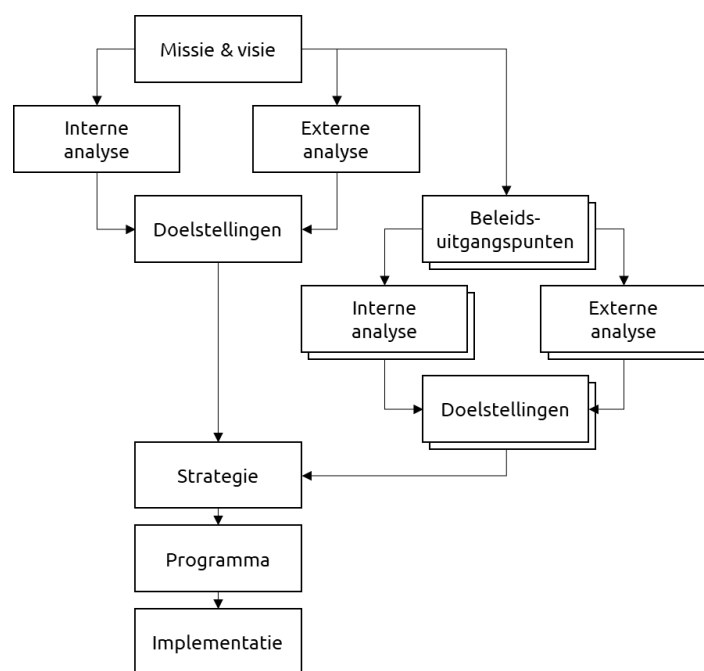 Missie & visie
Interne
analyse
Externe
analyse
Doelstellingen
Beleids-
uitgangspunten
Interne
analyse
Externe
analyse
Doelstellingen
Strategie
Programma
Implementatie